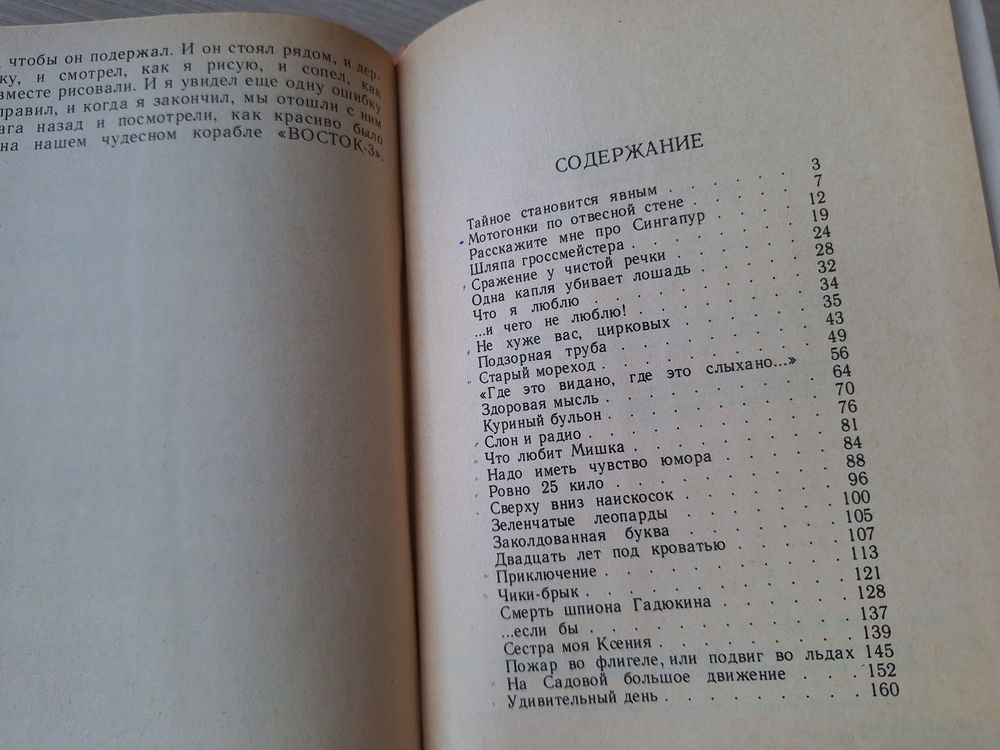 чтобы он подержал. И он стоял рядом, и дер-
ку, и смотрел, как я рисую, и сопел, как
вместе рисовали. И я увидел еще одну ошибку
правил, и когда я закончил, мы отошли с ним
ага назад и посмотрели, как красиво было
на нашем чудесном корабле «ВОСТОК-3».
СОДЕРЖАНИЕ
Тайное становится явным . . . . . . 3
Мотогонки по отвесной стене . . . . . 7
Расскажите мне про Сингапур . . . . 12
Шляпа гроссмейстера . . . . . . . 19
Сражение у чистой речки . . . . . . 24
Одна капля убивает лошадь . . . . . 28
Что я люблю . . . . . . . . . 32
...и чего не люблю! . . . . . . . . 34
Не хуже вас, цирковых . . . . . . 35
Подзорная труба . . . . . . . . 43
Старый мореход . . . . . . . . 49
«Где это видано, где это слыхано...» 56
Здоровая мысль . . . . . . . . 64
Куриный бульон . . . . . . . . 70
Слон и радио . . . . . . . . . 76
Что любит Мишка . . . . . . . 81
Надо иметь чувство юмора . . . . . 84
Ровно 25 кило . . . . . . . . . 88
Сверху вниз наискосок . . . . . . 96
Зеленчатые леопарды . . . . . . 100
Заколдованная буква . . . . . . 105
Двадцать лет под кроватью . . . . 107
Приключение . . . . . . . . . 113
Чики-брык . . . . . . . . . . 121
Смерть шпиона Гадюкина . . . . . 128
...если бы . . . . . . . . . . 137
Сестра моя Ксения . . . . . . . 139
Пожар во флигеле, или подвиг во льдах 145
На Садовой большое движение . . . 152
Удивительный день . . . . . . . 160